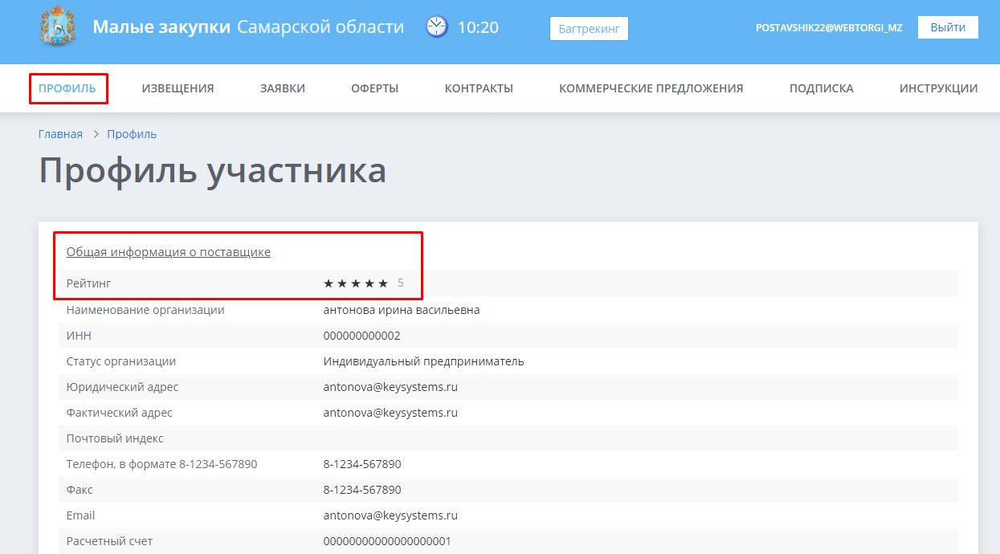 Малые закупки Самарской области 10:20 Багтрекинг POSTAVSHIK22@WEBTORGI_MZ Выйти
ПРОФИЛЬ ИЗВЕЩЕНИЯ ЗАЯВКИ ОФЕРТЫ КОНТРАКТЫ КОММЕРЧЕСКИЕ ПРЕДЛОЖЕНИЯ ПОДПИСКА ИНСТРУКЦИИ
Главная > Профиль
Профиль участника
Общая информация о поставщике
Рейтинг ★★★★★ 5
Наименование организации антонова ирина васильевна
ИНН 000000000002
Статус организации Индивидуальный предприниматель
Юридический адрес antonova@keysystems.ru
Фактический адрес antonova@keysystems.ru
Почтовый индекс
Телефон, в формате 8-1234-567890 8-1234-567890
Факс 8-1234-567890
Email antonova@keysystems.ru
Расчетный счет 00000000000000000001